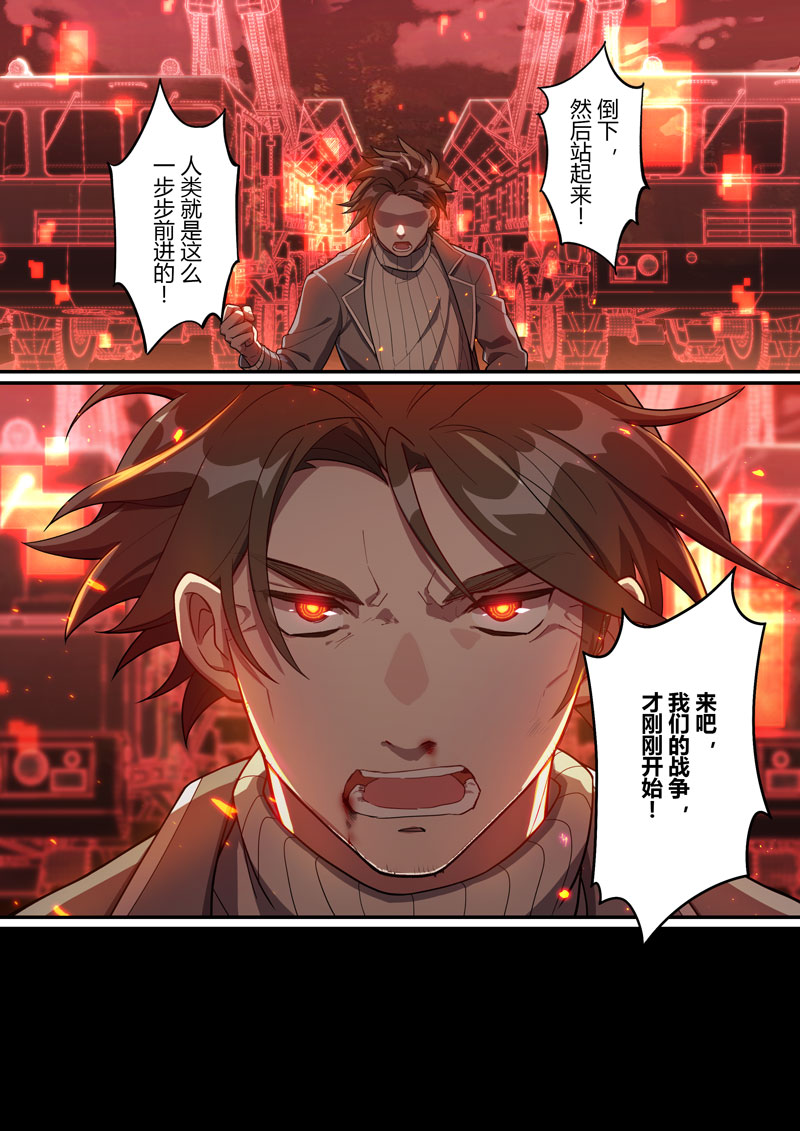 倒下，
然后站起来！
人类就是这么
一步步前进的！
来吧，
我们的战争，
才刚刚开始！